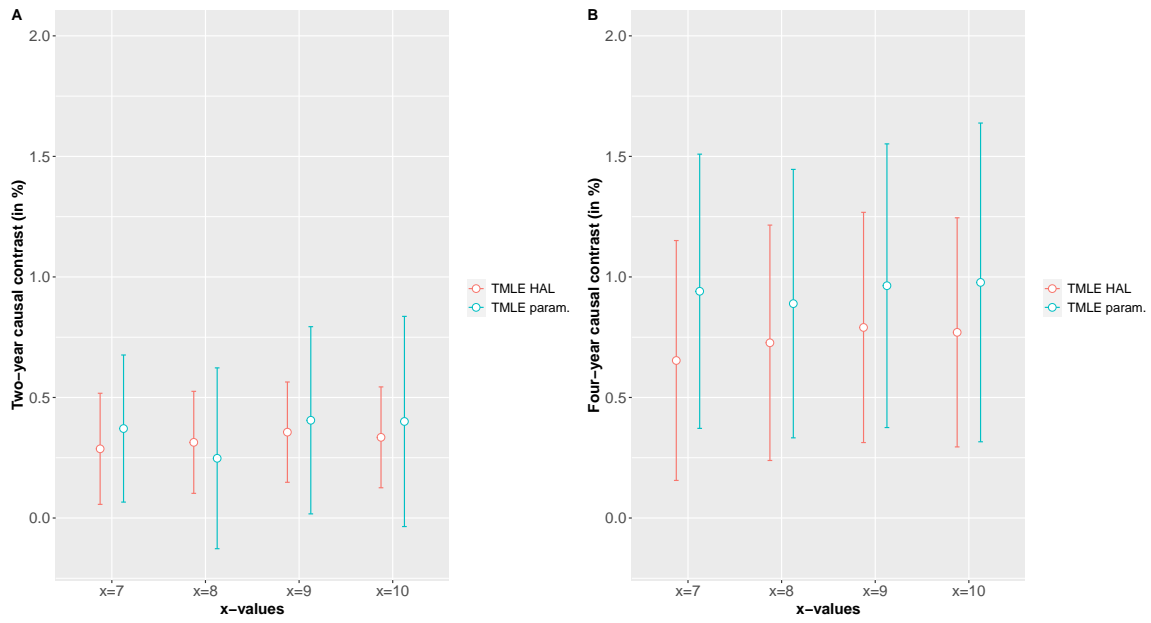 A
Two-year causal contrast (in %)
2.0
1.5
1.0
0.5
0.0
x=7
x=8
x=9
x=10
x-values
TMLE HAL
TMLE param.
B
Four-year causal contrast (in %)
2.0
1.5
1.0
0.5
0.0
x=7
x=8
x=9
x=10
x-values
TMLE HAL
TMLE param.